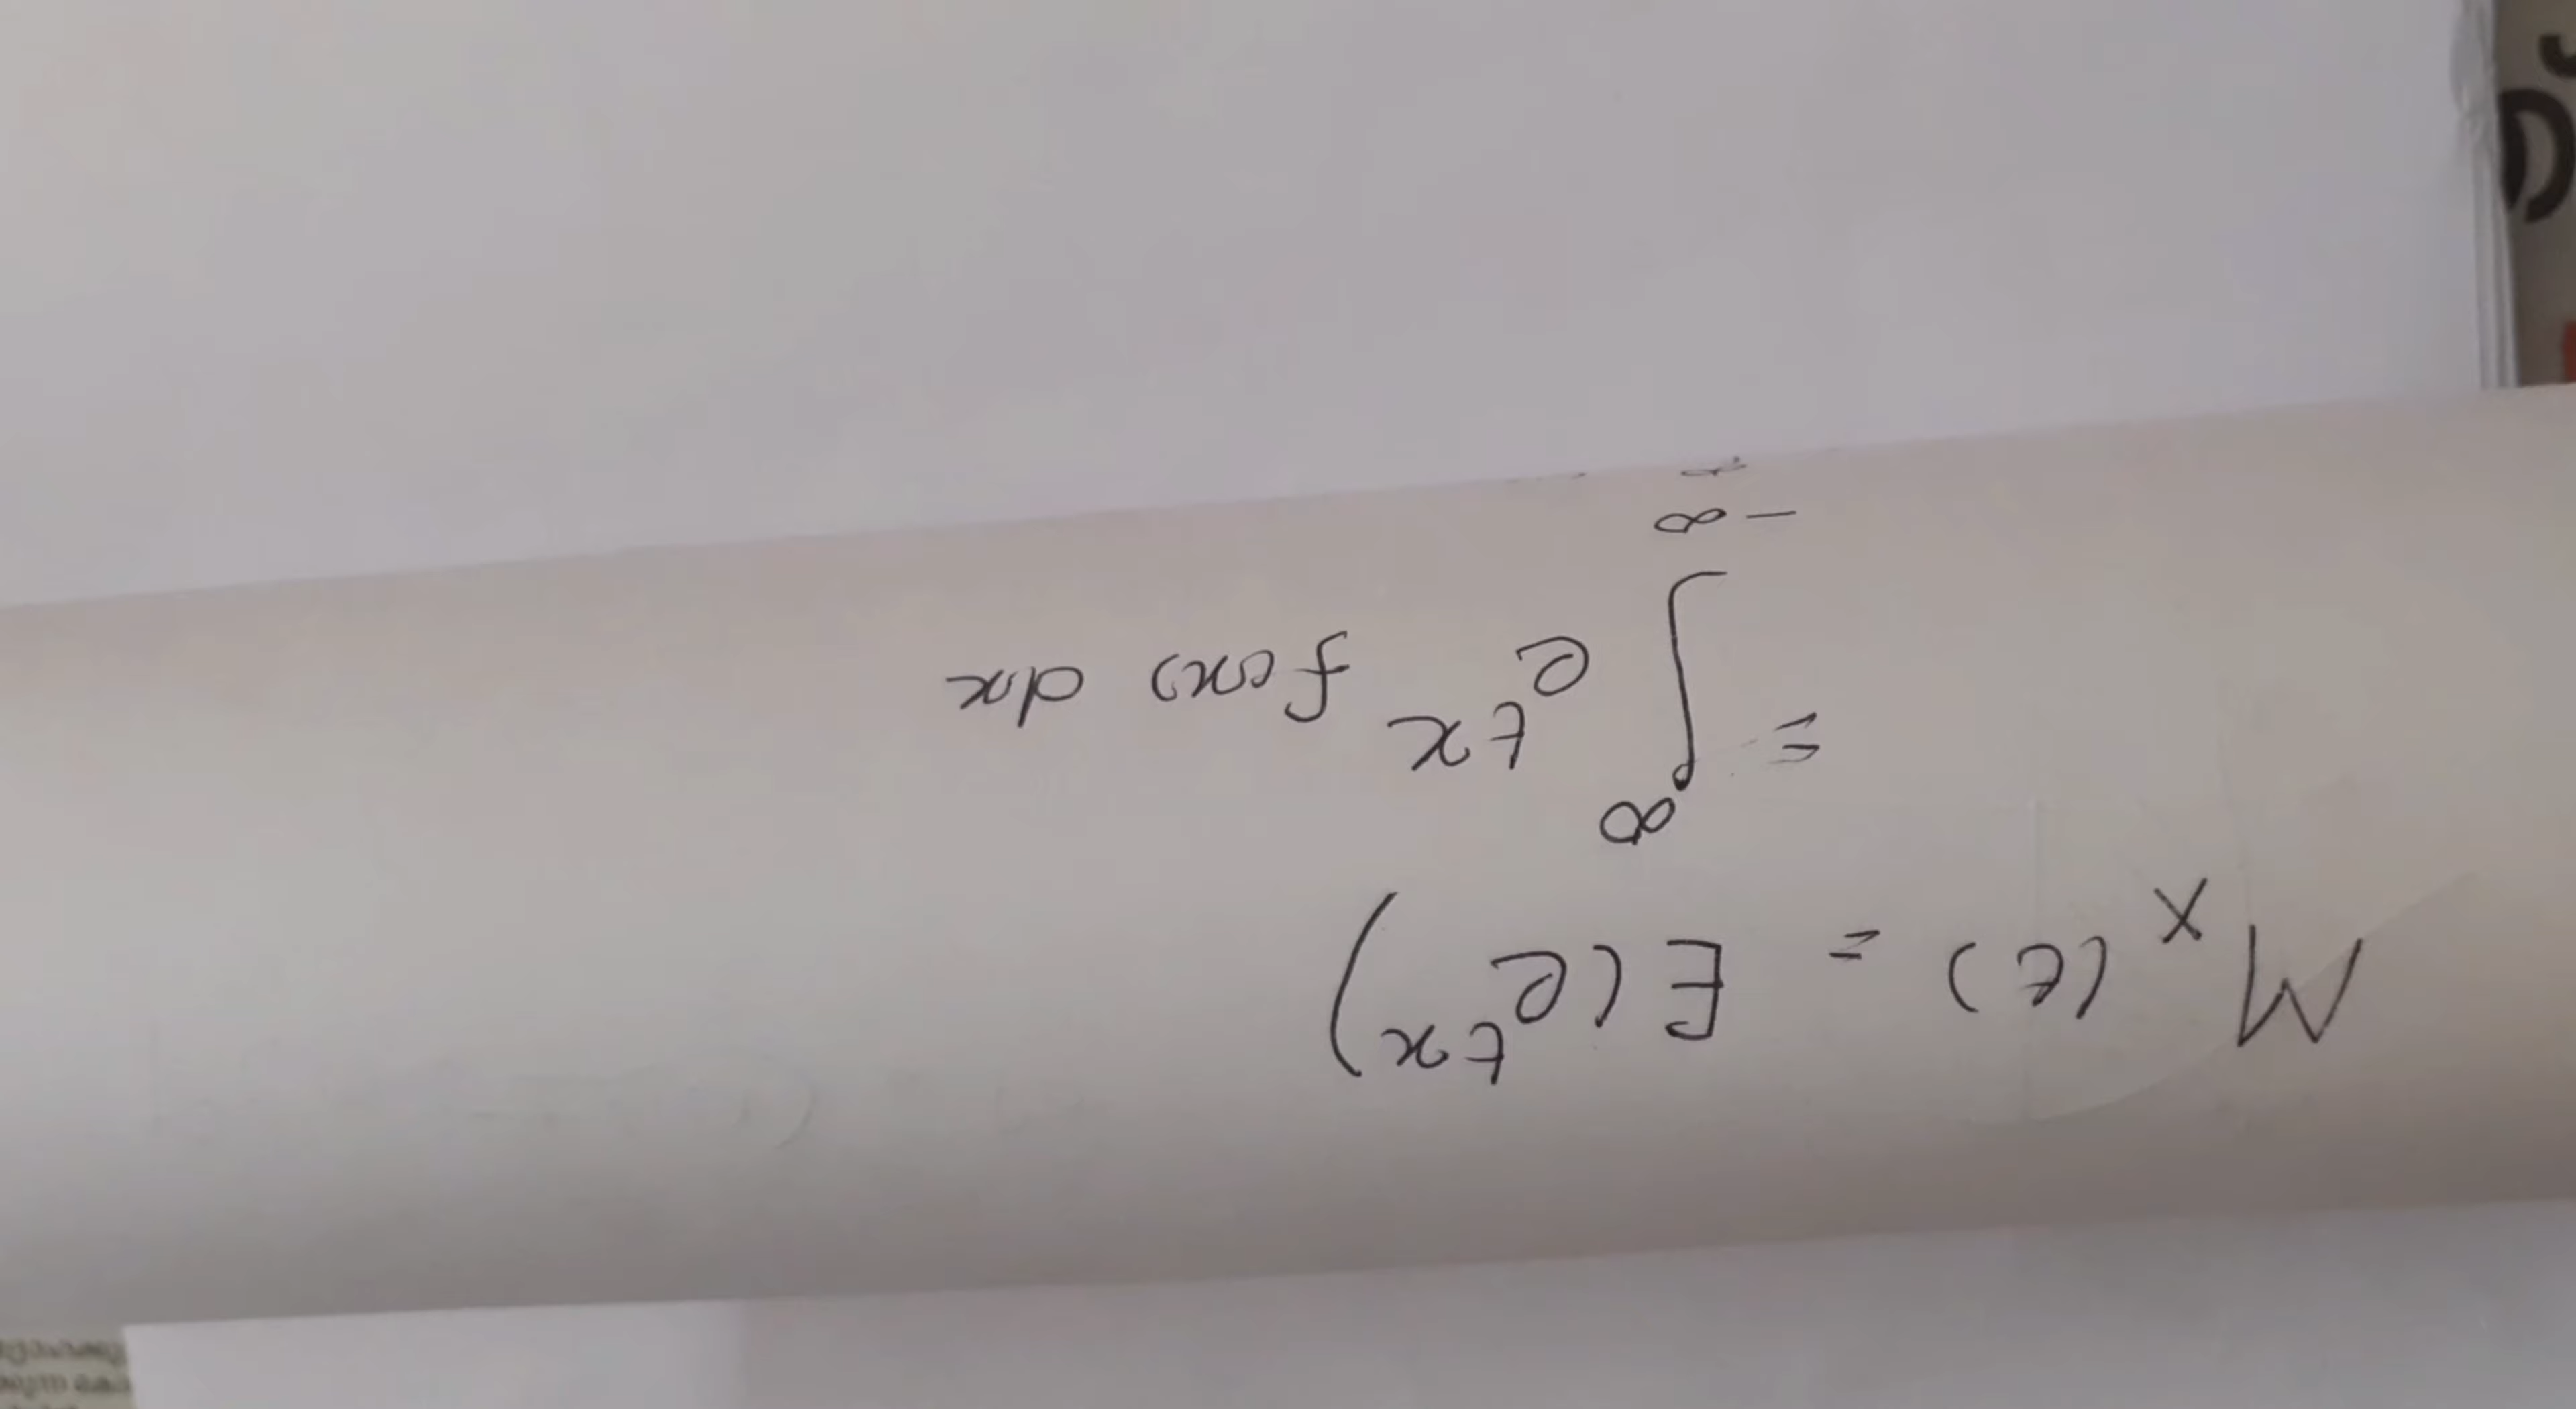 M_X(t) = E(e^{tx})
= ∫_{-∞}^{∞} e^{tx} f(x) dx